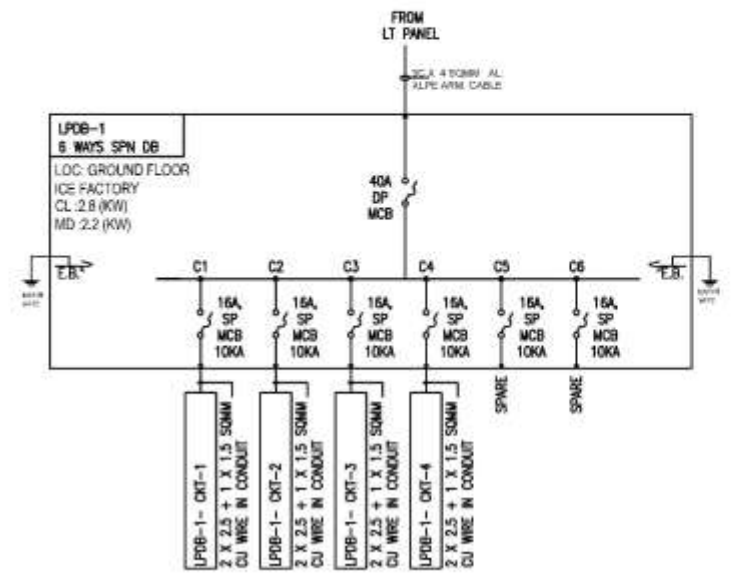 FROM
LT PANEL
4 SQMM AL
ARM. CABLE
LPDB-1
6 WAYS SPN DB
LOC: GROUND FLOOR
ICE FACTORY
CL :2.8 (KW)
MD :2.2 (KW)
40A
DP
MCB
E.B.
E.B.
C1
C2
C3
C4
C5
C6
16A,
SP
MCB
10KA
16A,
SP
MCB
10KA
16A,
SP
MCB
10KA
16A,
SP
MCB
10KA
16A,
SP
MCB
10KA
16A,
SP
MCB
10KA
LPDB-1- CKT-1
2 X 2.5 + 1 X 1.5 SQMM
CU WIRE IN CONDUIT
LPDB-1- CKT-2
2 X 2.5 + 1 X 1.5 SQMM
CU WIRE IN CONDUIT
LPDB-1- CKT-3
2 X 2.5 + 1 X 1.5 SQMM
CU WIRE IN CONDUIT
LPDB-1- CKT-4
2 X 2.5 + 1 X 1.5 SQMM
CU WIRE IN CONDUIT
SPARE
SPARE